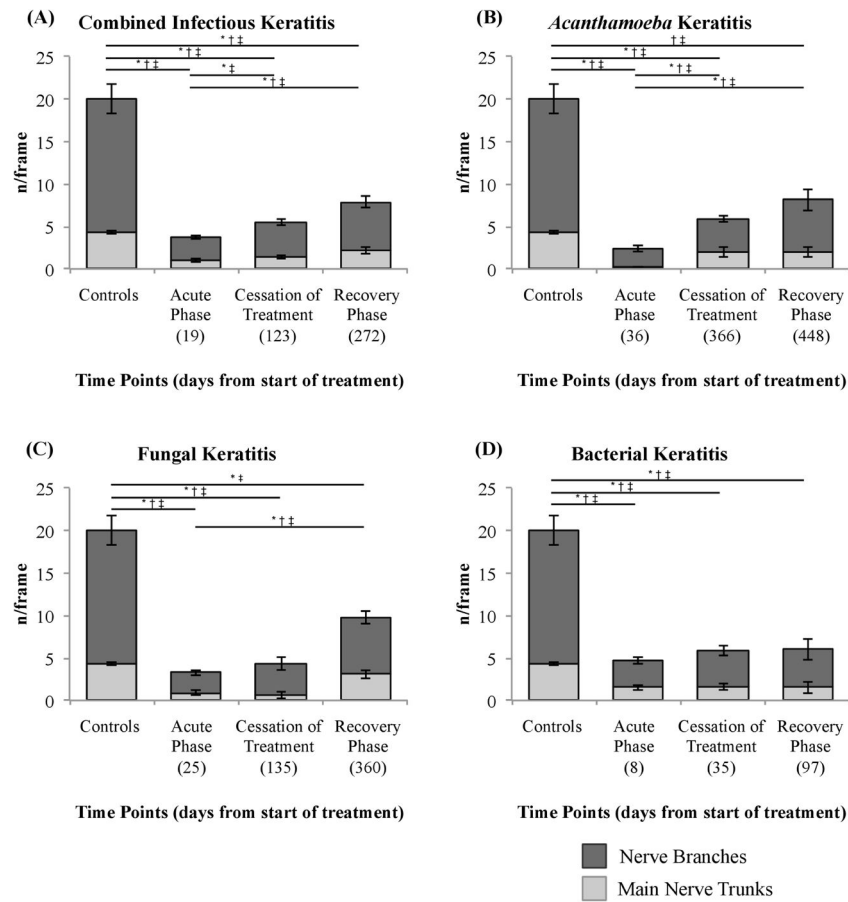 (A)
Combined Infectious Keratitis
*†‡
*†‡
*†‡
*‡
*†‡
25
20
15
10
5
0
n/frame
Controls
Acute Phase (19)
Cessation of Treatment (123)
Recovery Phase (272)
Time Points (days from start of treatment)
(B)
Acanthamoeba Keratitis
†‡
*†‡
*†‡
*†‡
*†‡
25
20
15
10
5
0
n/frame
Controls
Acute Phase (36)
Cessation of Treatment (366)
Recovery Phase (448)
Time Points (days from start of treatment)
(C)
Fungal Keratitis
*‡
*†‡
*†‡
*†‡
25
20
15
10
5
0
n/frame
Controls
Acute Phase (25)
Cessation of Treatment (135)
Recovery Phase (360)
Time Points (days from start of treatment)
(D)
Bacterial Keratitis
*†‡
*†‡
*†‡
25
20
15
10
5
0
n/frame
Controls
Acute Phase (8)
Cessation of Treatment (35)
Recovery Phase (97)
Time Points (days from start of treatment)
Nerve Branches
Main Nerve Trunks